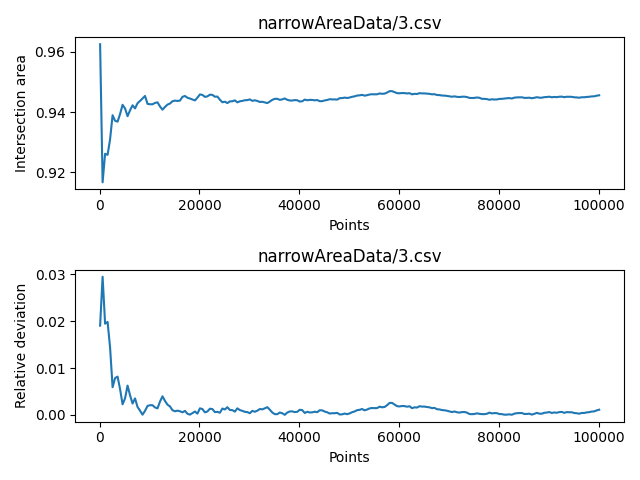 narrowAreaData/3.csv
Intersection area
0.96
0.94
0.92
0 20000 40000 60000 80000 100000
Points
narrowAreaData/3.csv
Relative deviation
0.03
0.02
0.01
0.00
0 20000 40000 60000 80000 100000
Points